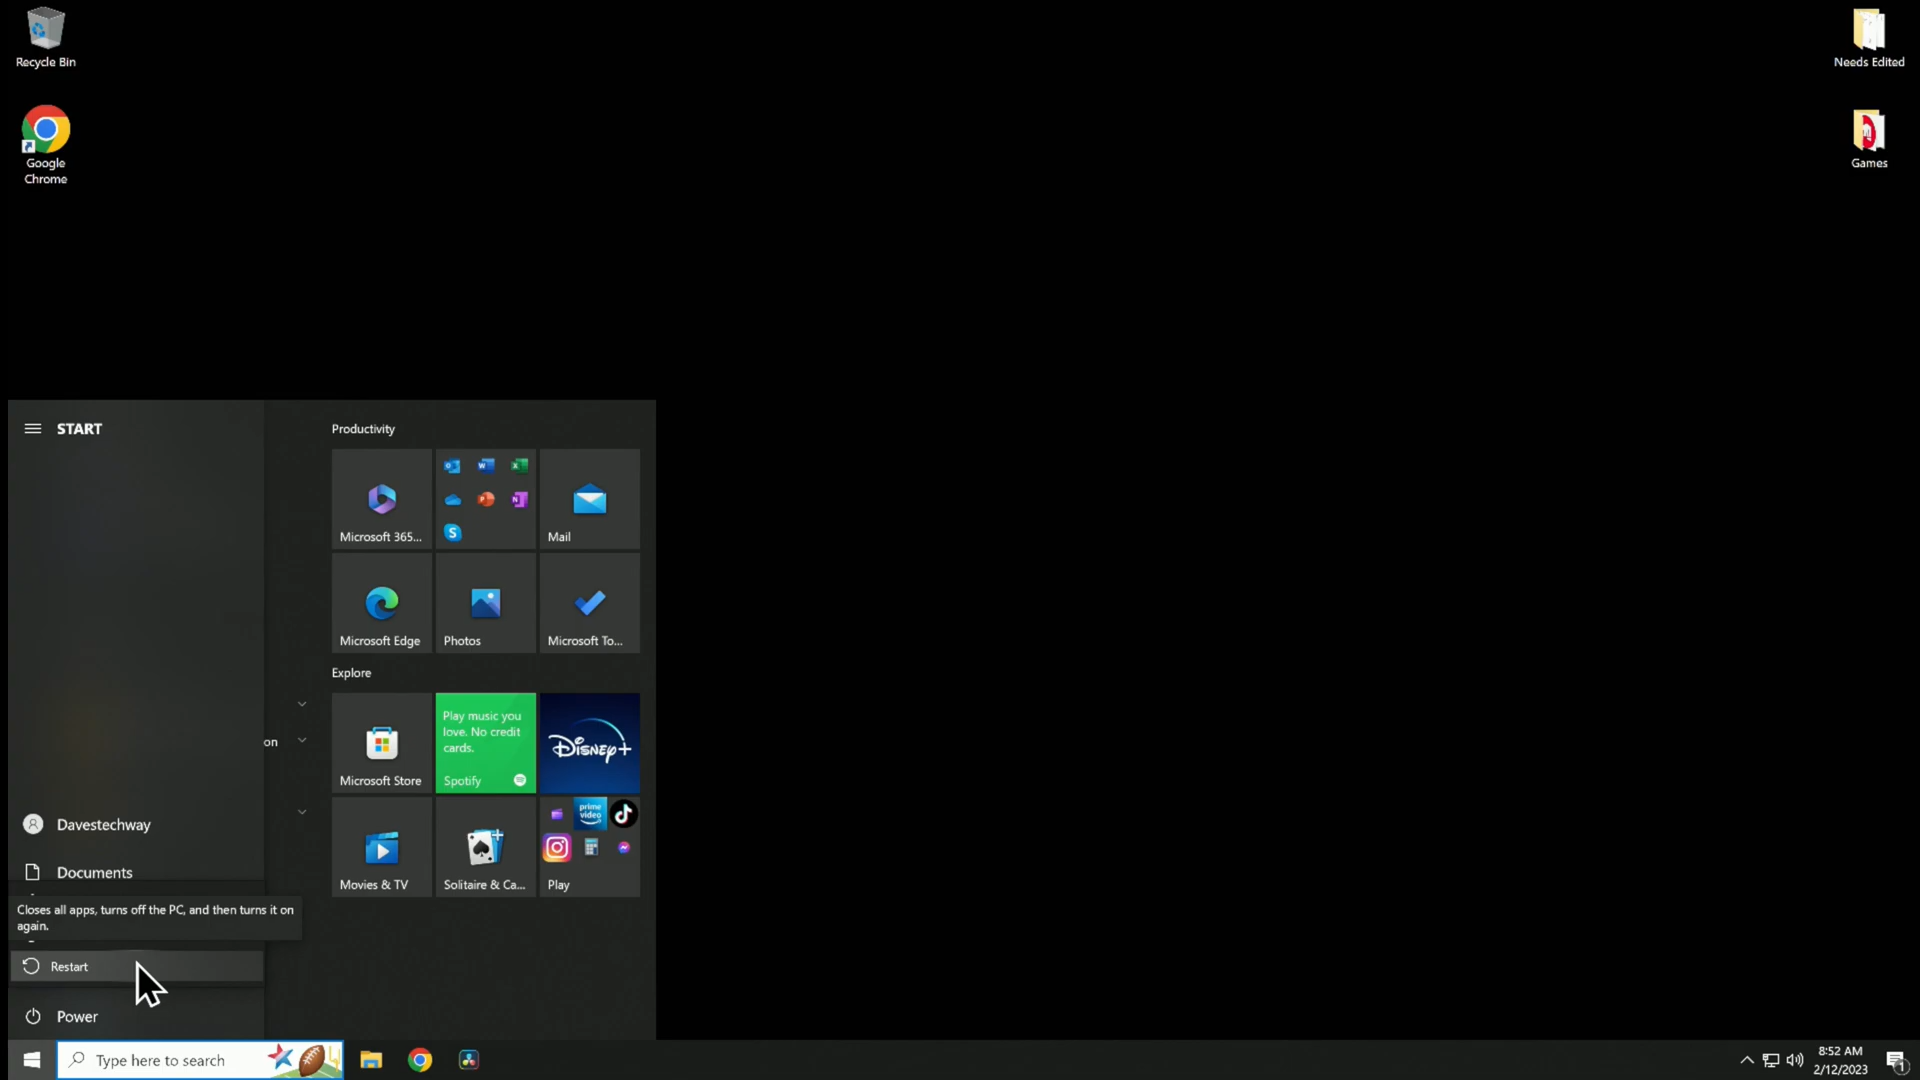 Recycle Bin
Google
Chrome
Needs Edited
Games
START
Productivity
Microsoft 365...
Mail
Microsoft Edge
Photos
Microsoft To...
Explore
on
Microsoft Store
Play music you
love. No credit
cards.
Spotify
Disney+
prime
video
Movies & TV
Solitaire & Ca...
Play
Davestechway
Documents
Closes all apps, turns off the PC, and then turns it on
again.
Restart
Power
Type here to search
8:52 AM
2/12/2023
1